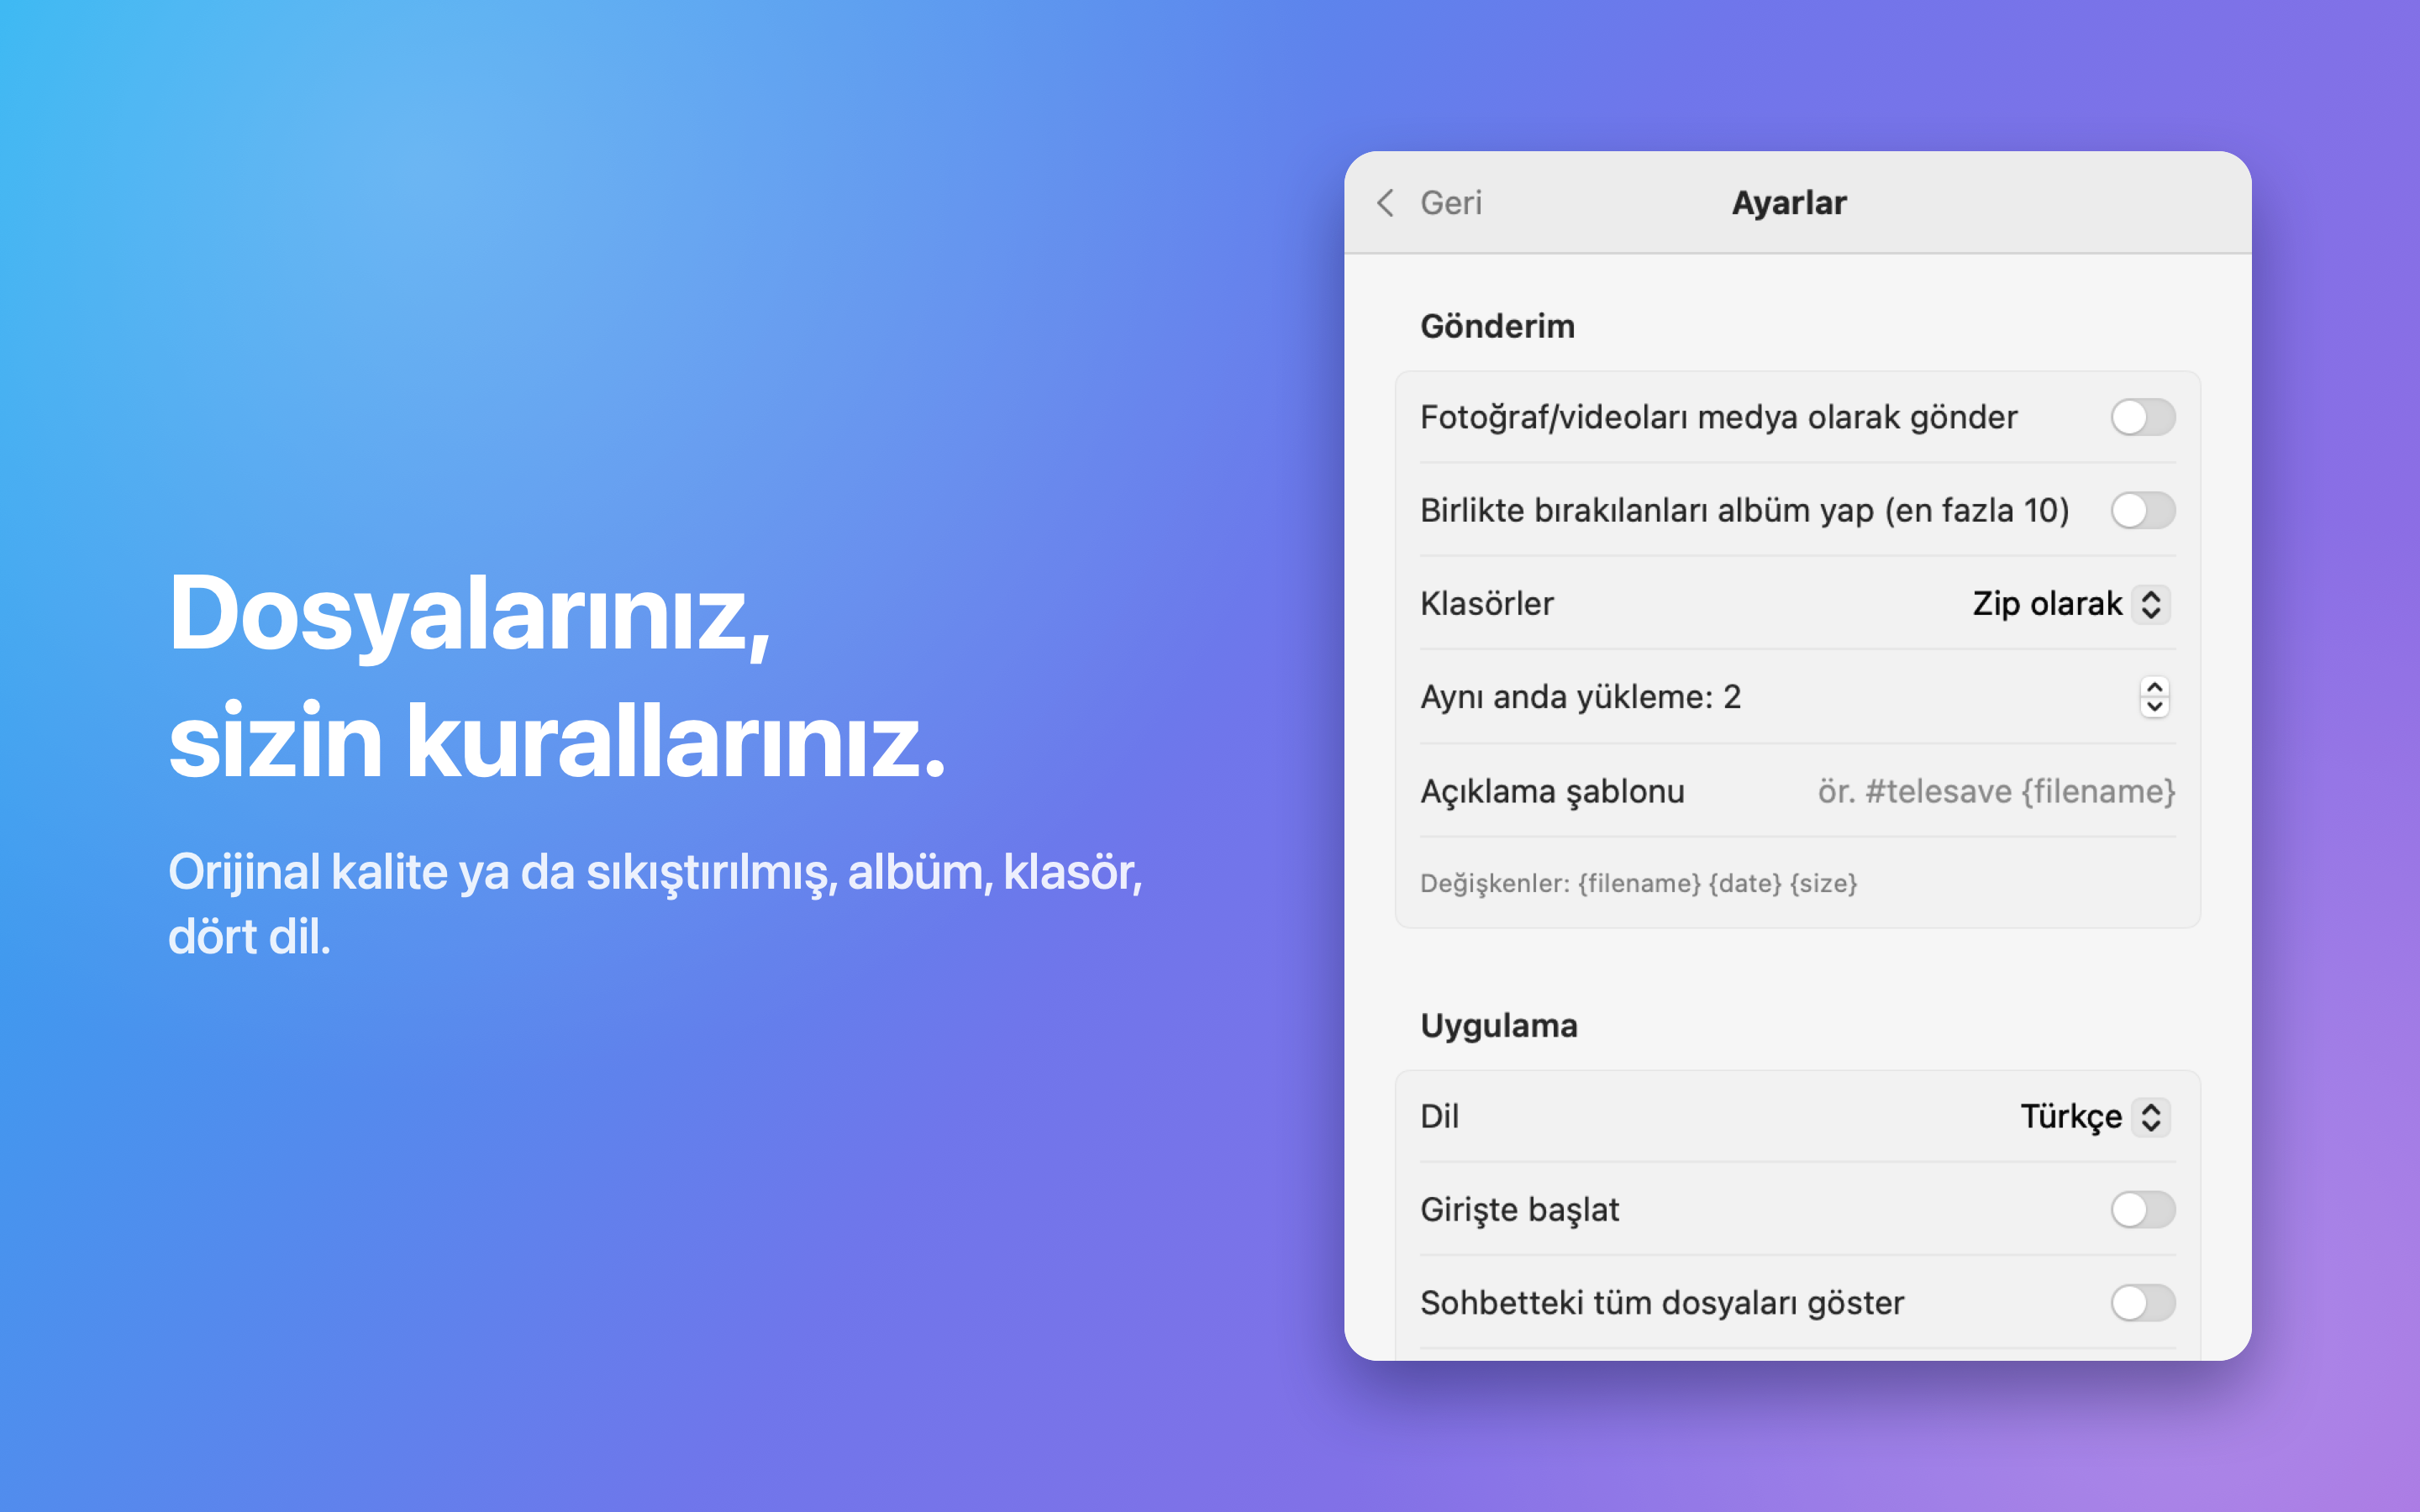 Dosyalarınız,
sizin kurallarınız.
Orijinal kalite ya da sıkıştırılmış, albüm, klasör,
dört dil.
Geri
Ayarlar
Gönderim
Fotoğraf/videoları medya olarak gönder
Birlikte bırakılanları albüm yap (en fazla 10)
Klasörler
Zip olarak
Aynı anda yükleme: 2
Açıklama şablonu
ör. #telesave {filename}
Değişkenler: {filename} {date} {size}
Uygulama
Dil
Türkçe
Girişte başlat
Sohbetteki tüm dosyaları göster